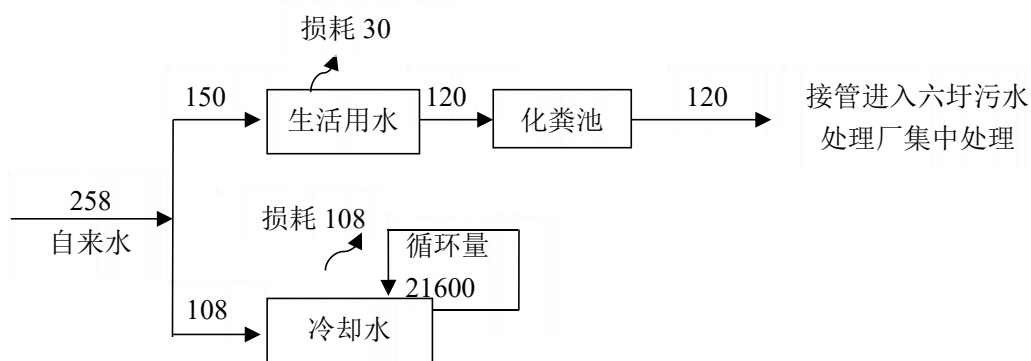 损耗 30
150
生活用水
120
化粪池
120
接管进入六圩污水
处理厂集中处理
258
自来水
损耗 108
循环量
21600
108
冷却水